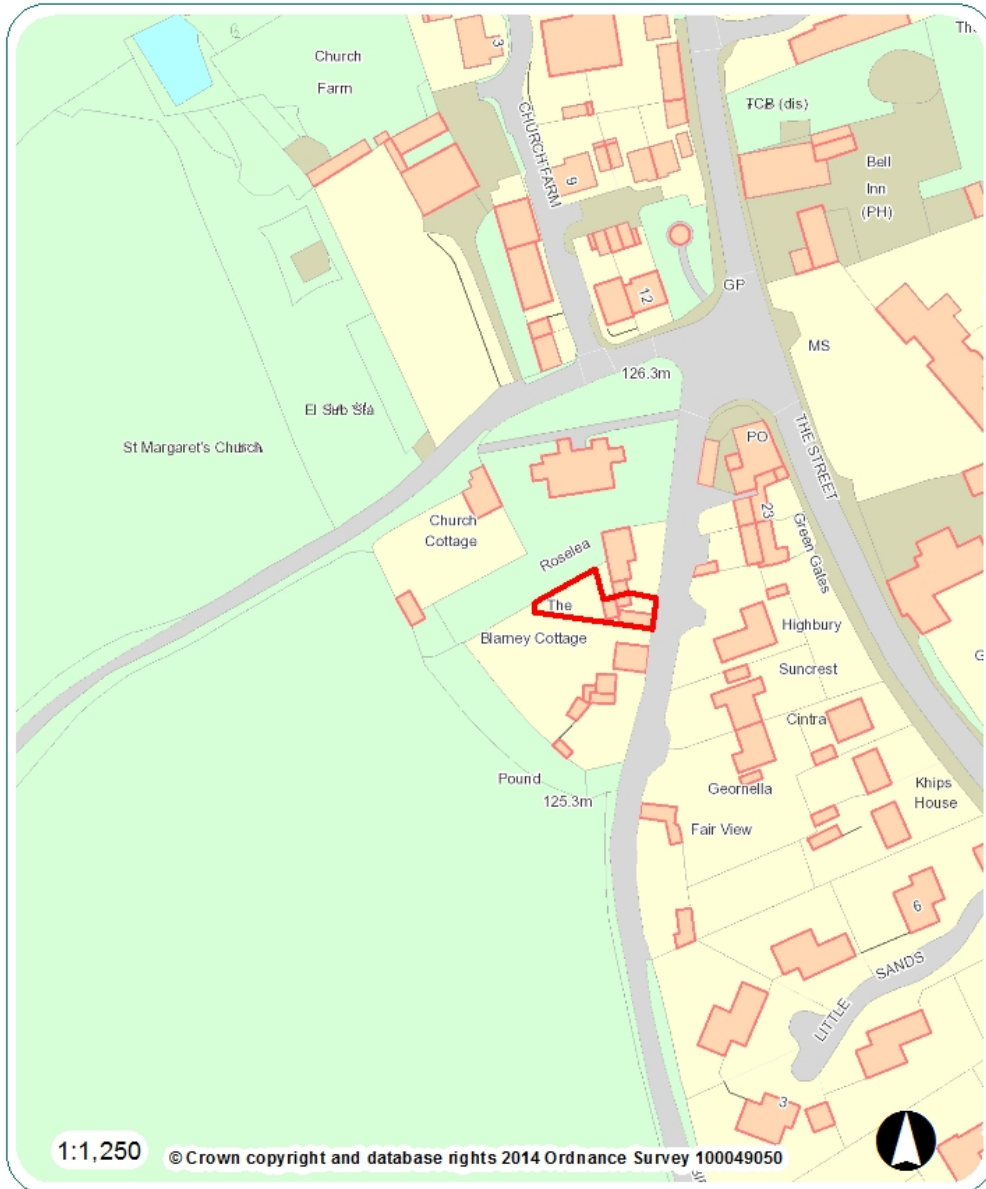 Church
Farm
3
CHURCH FARM
9
12
TCB (dis)
Bell
Inn
(PH)
GP
MS
126.3m
El Sub Sta
St Margaret's Church
PO
THE STREET
23
Green Gates
Church
Cottage
Roselea
The
Blarney Cottage
Highbury
Suncrest
Cintra
Pound
125.3m
Geornella
Khips
House
Fair View
6
LITTLE SANDS
3
1:1,250
© Crown copyright and database rights 2014 Ordnance Survey 100049050